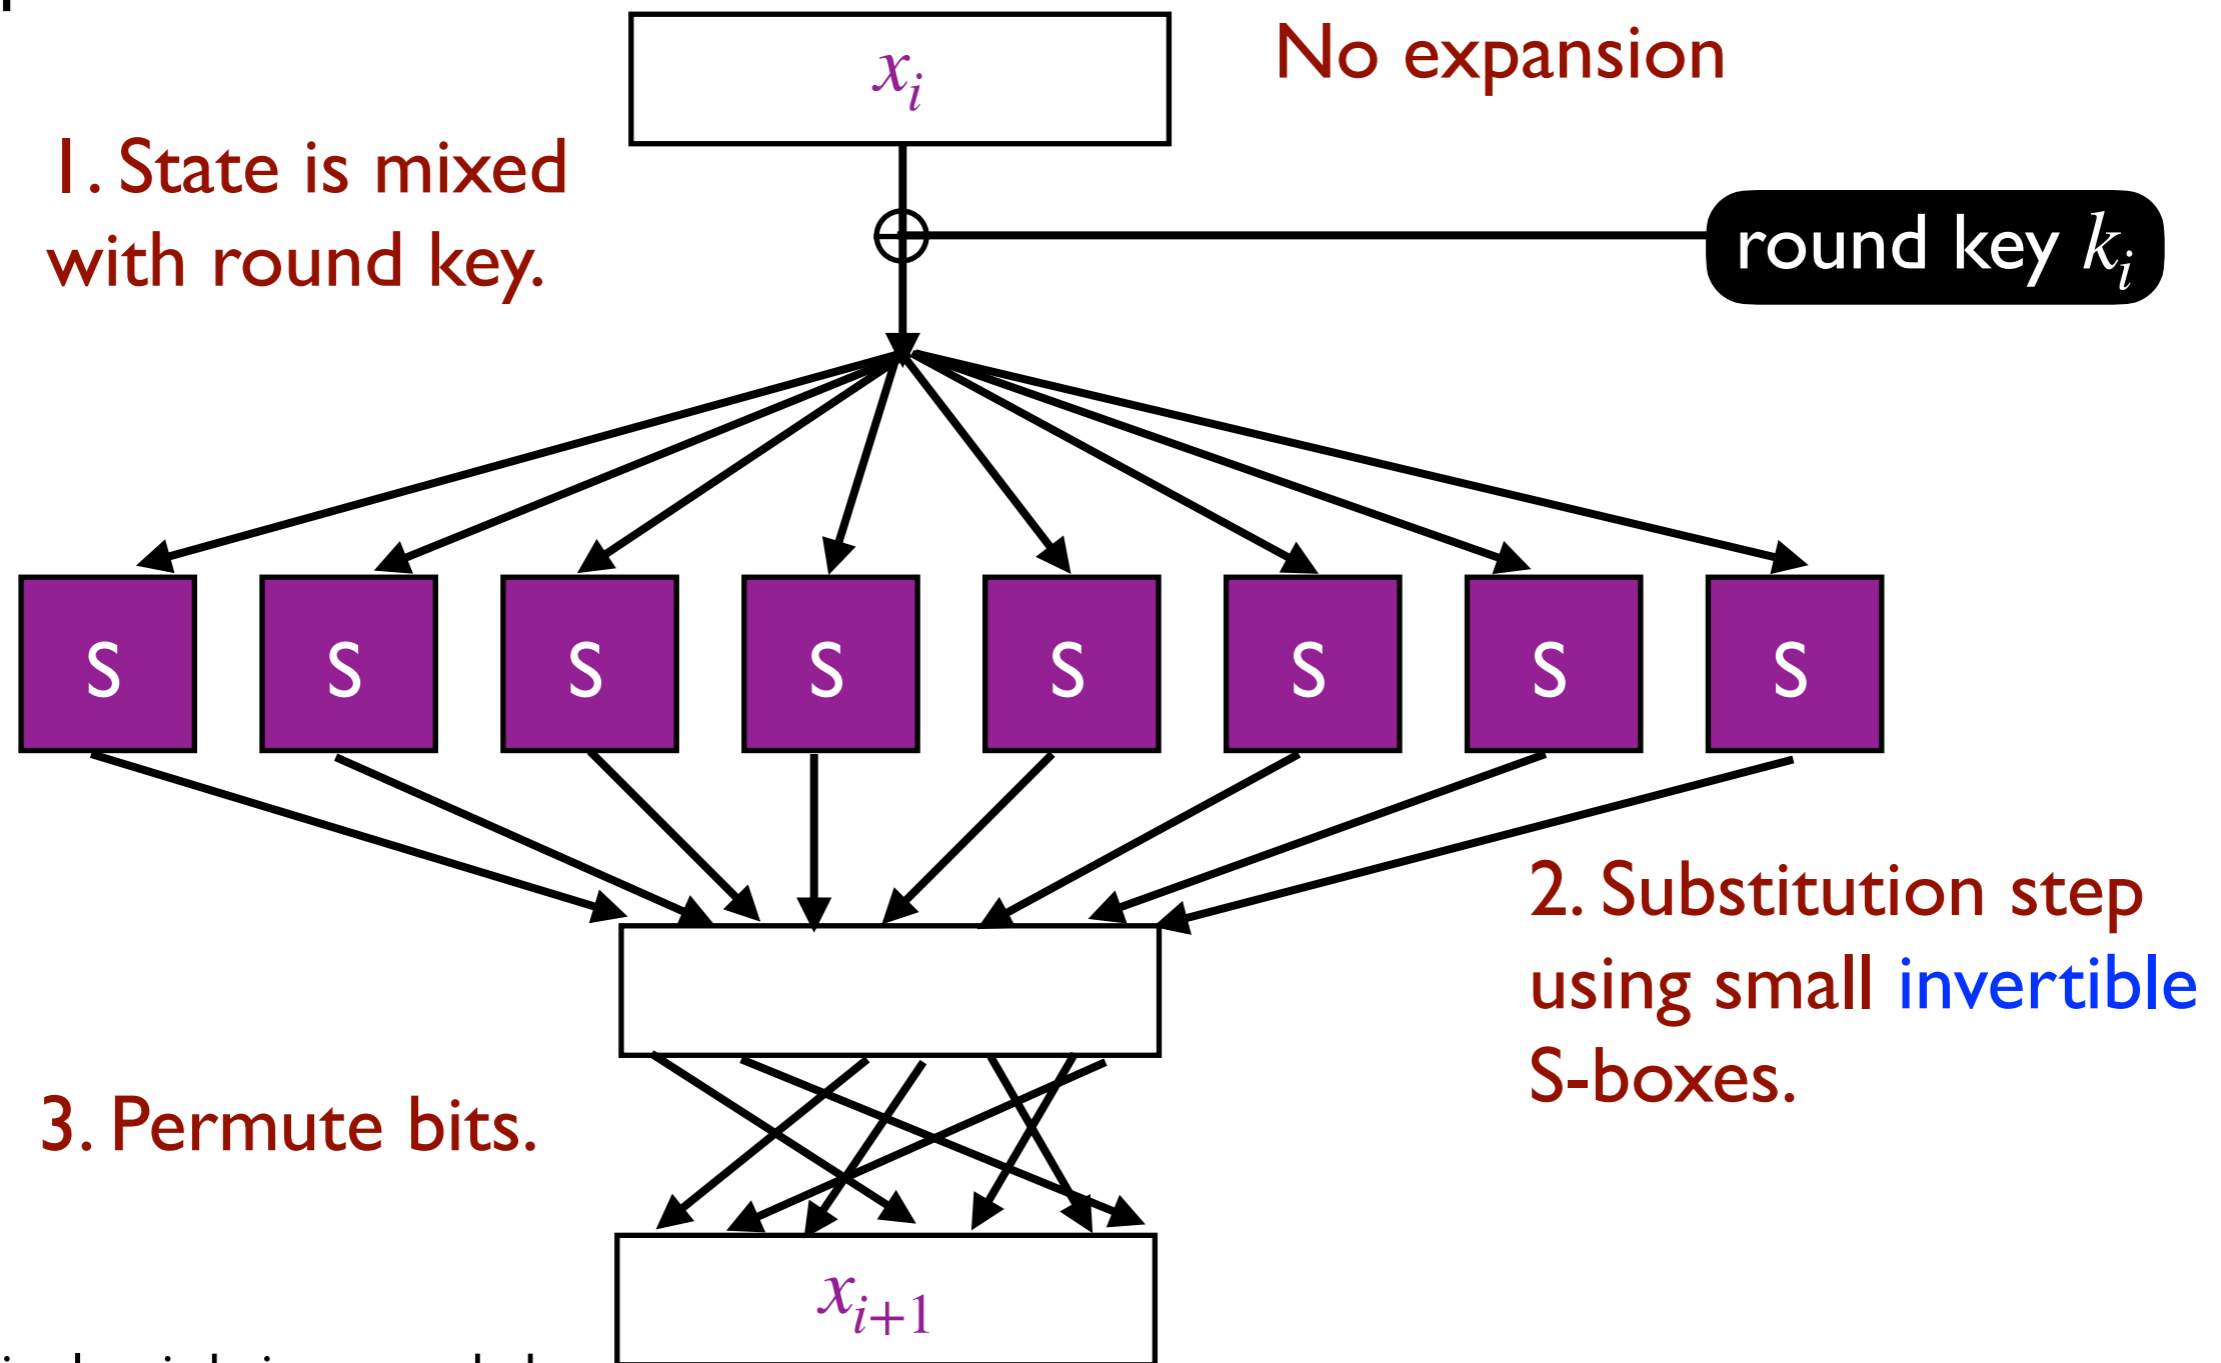 x_i
No expansion
1. State is mixed
with round key.
round key k_i
S S S S S S S S
2. Substitution step
using small invertible
S-boxes.
3. Permute bits.
x_{i+1}